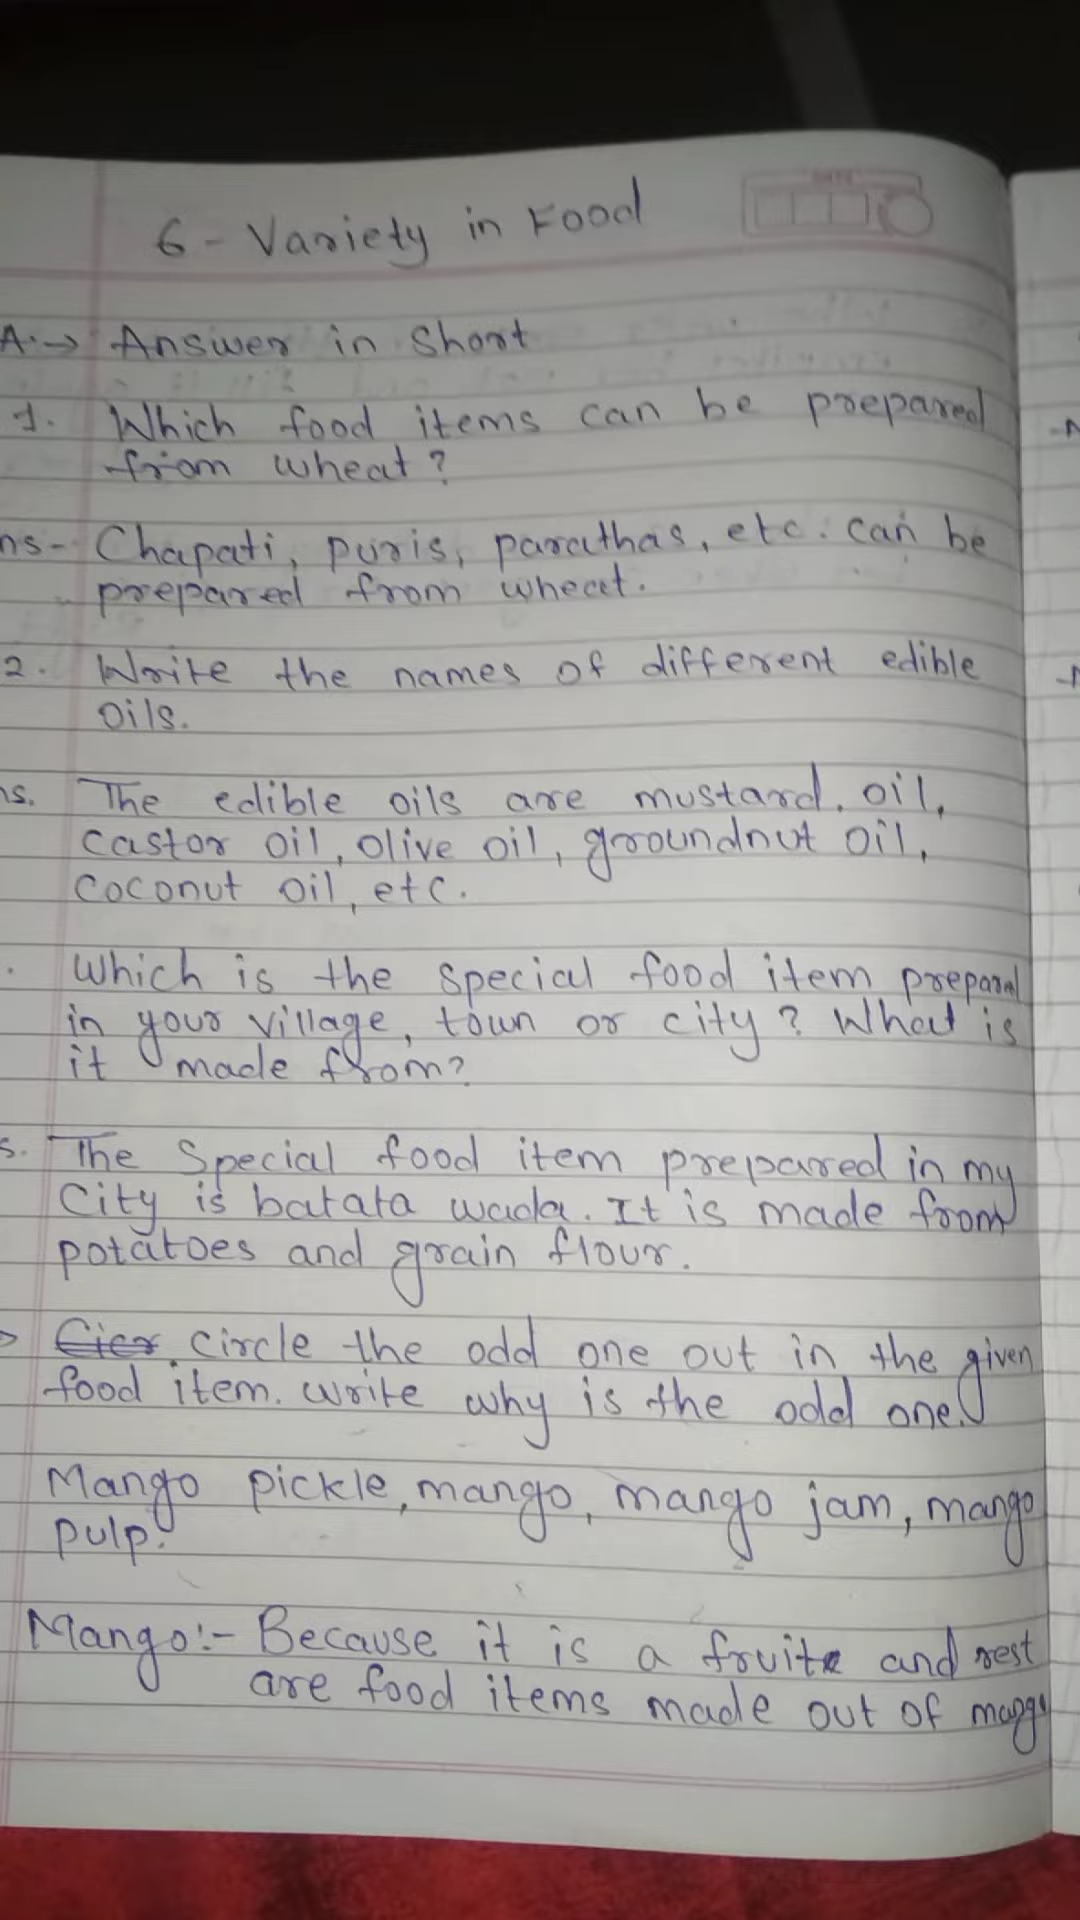 6 - Variety in Food
A.→ Answer in Short
1. Which food items can be prepared
from wheat?
ns- Chapati, puris, parathas, etc. can be
prepared from wheat.
2. Write the names of different edible
oils.
ns. The edible oils are mustard. oil,
castor oil, olive oil, groundnut oil,
coconut oil, etc.
. Which is the special food item prepared
in your village, town or city? What is
it made from?
s. The Special food item prepared in my
City is batata wada. It is made from
potatoes and grain flour.
circle the odd one out in the given
food item. write why is the odd one.
Mango pickle, mango, mango jam, mango
pulp.
Mango:- Because it is a fruit and rest
are food items made out of mango